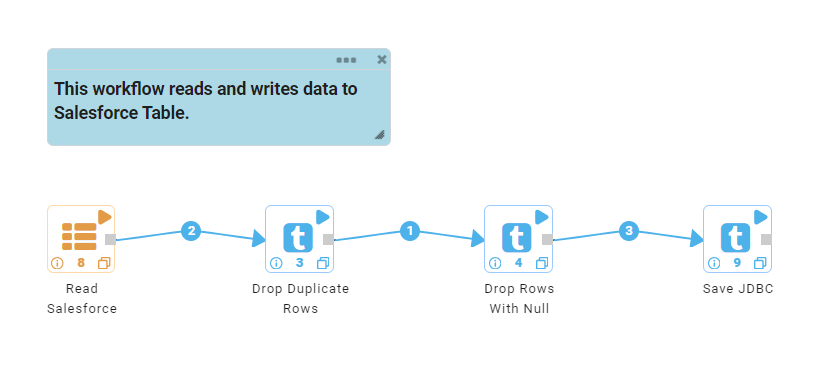 This workflow reads and writes data to
Salesforce Table.
2
1
3
t
t
t
8
3
4
9
Read
Salesforce
Drop Duplicate
Rows
Drop Rows
With Null
Save JDBC